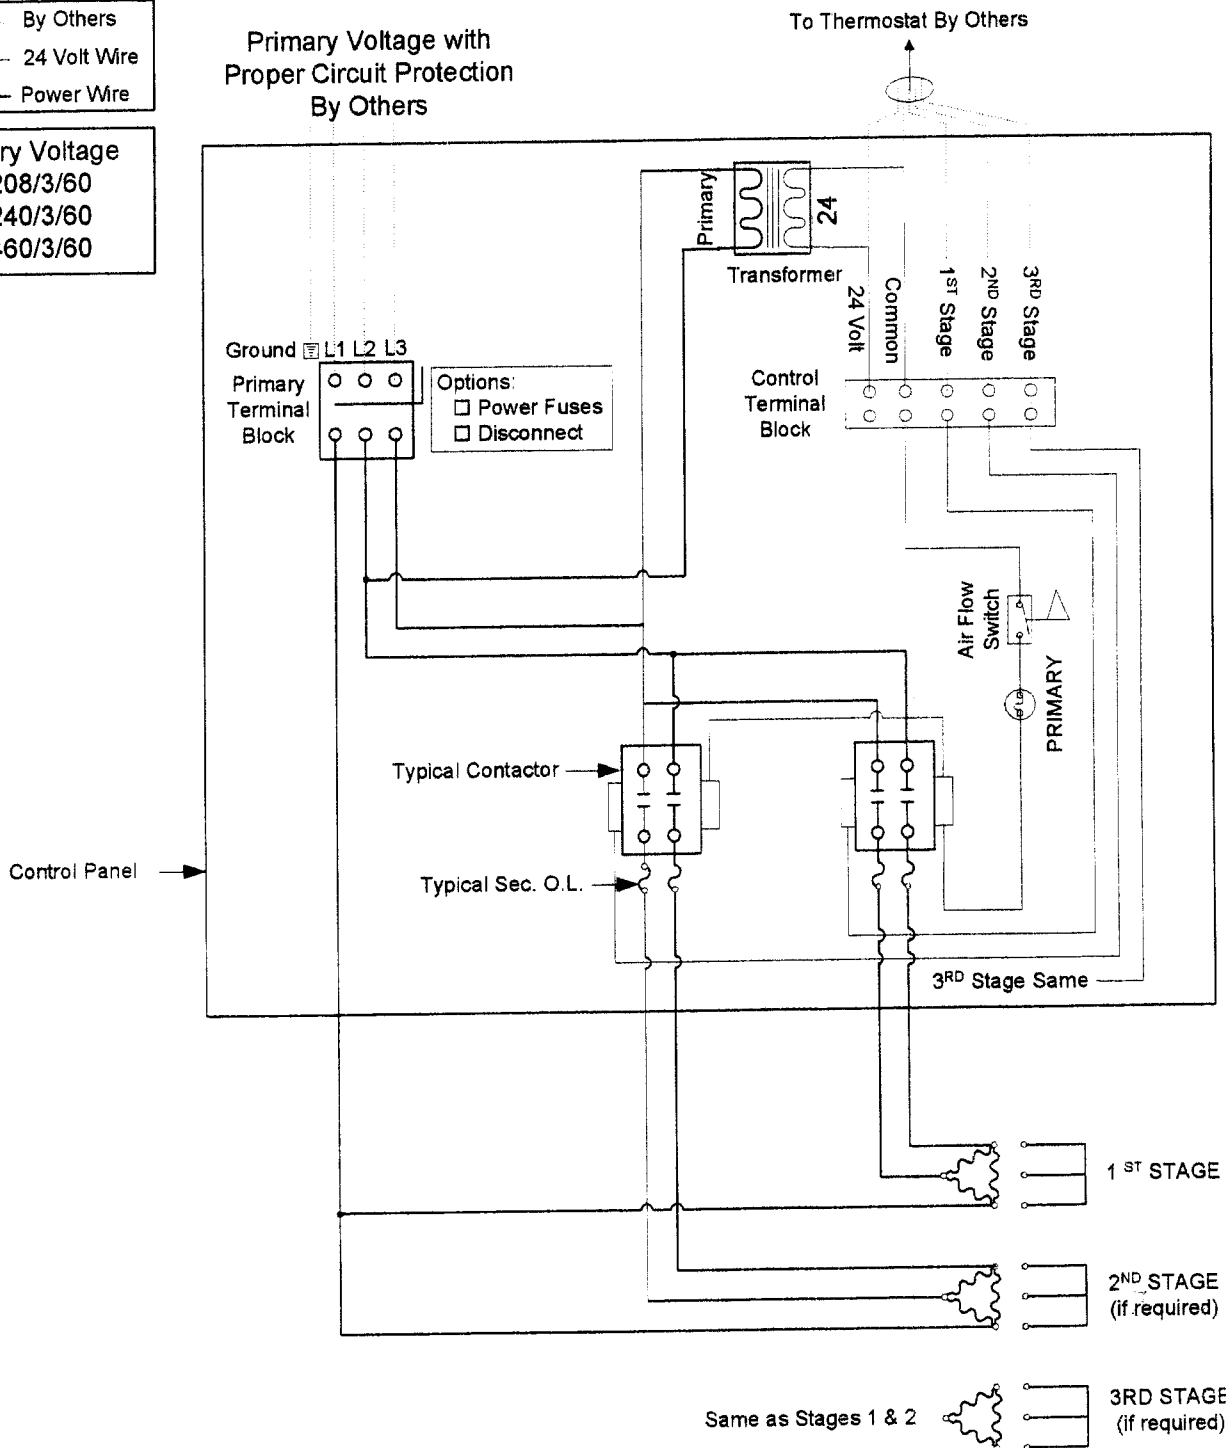 By Others
24 Volt Wire
Power Wire
ry Voltage
208/3/60
240/3/60
460/3/60
Primary Voltage with
Proper Circuit Protection
By Others
To Thermostat By Others
Primary
24
Transformer
24 Volt
Common
1ST Stage
2ND Stage
3RD Stage
Ground L1 L2 L3
Primary
Terminal
Block
Options:
Power Fuses
Disconnect
Control
Terminal
Block
Air Flow
Switch
PRIMARY
Typical Contactor
Control Panel
Typical Sec. O.L.
3RD Stage Same
1 ST STAGE
2ND STAGE
(if required)
Same as Stages 1 & 2
3RD STAGE
(if required)